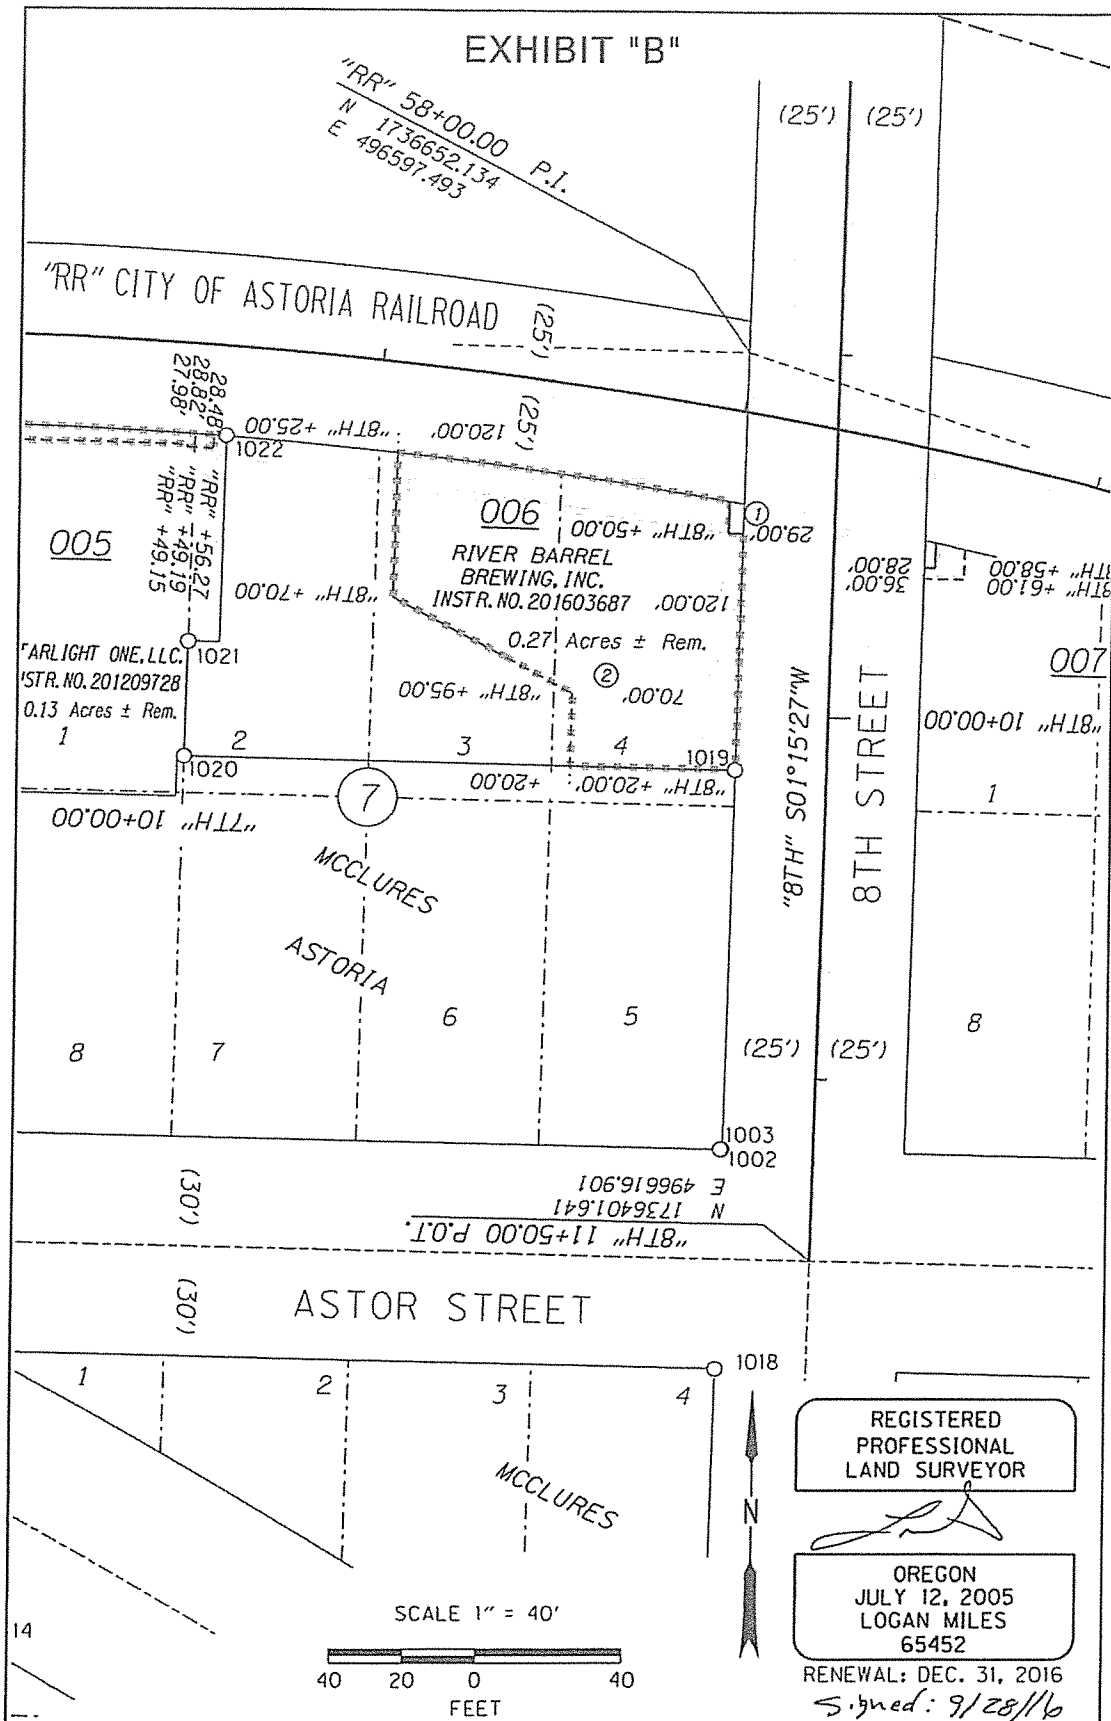 EXHIBIT "B"
"RR" 58+00.00 P.I.
N 1736652.134
E 496597.493
(25') (25')
"RR" CITY OF ASTORIA RAILROAD
(25')
(25')
28.48'
28.82'
27.98'
"RR" +56.27
"RR" +49.19
"RR" +49.15
1022
"8TH" +25.00
120.00'
005
006
"8TH" +50.00
29.00'
1
RIVER BARREL
BREWING, INC.
INSTR. NO. 201603687
120.00'
0.27 Acres ± Rem.
2
70.00'
"8TH" +70.00
"8TH" +95.00
36.00'
28.00'
8TH" +58.00
8TH" +61.00
007
"8TH" 10+00.00
1021
ARLIGHT ONE, LLC.
STR. NO. 201209728
0.13 Acres ± Rem.
1
2
3
4
1019
1020
"8TH" +20.00'
+20.00
7
"7TH" 10+00.00
"8TH" S01°15'27"W
8TH STREET
1
MCCLURES
ASTORIA
8
7
6
5
8
(25') (25')
1003
1002
"8TH" 11+50.00 P.O.T.
N 1736401.641
E 496616.901
(30')
(30')
ASTOR STREET
1018
1
2
3
4
MCCLURES
N
14
SCALE 1" = 40'
40 20 0 40
FEET
REGISTERED
PROFESSIONAL
LAND SURVEYOR
OREGON
JULY 12, 2005
LOGAN MILES
65452
RENEWAL: DEC. 31, 2016
Signed: 9/28/16